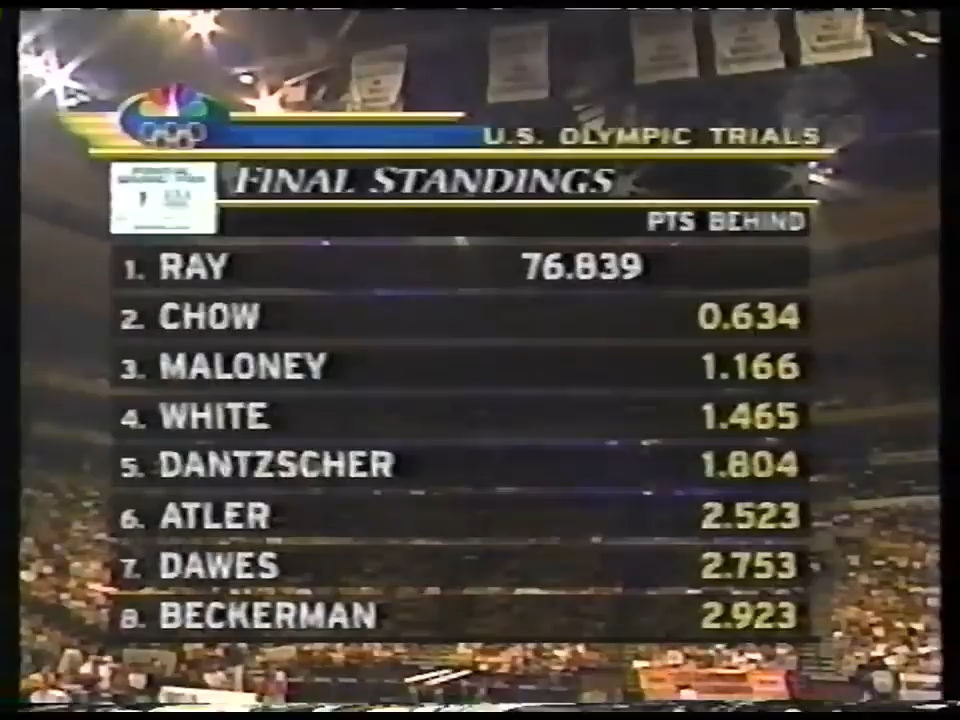 U.S. OLYMPIC TRIALS
FINAL STANDINGS
PTS BEHIND
1. RAY 76.839
2. CHOW 0.634
3. MALONEY 1.166
4. WHITE 1.465
5. DANTZSCHER 1.804
6. ATLER 2.523
7. DAWES 2.753
8. BECKERMAN 2.923